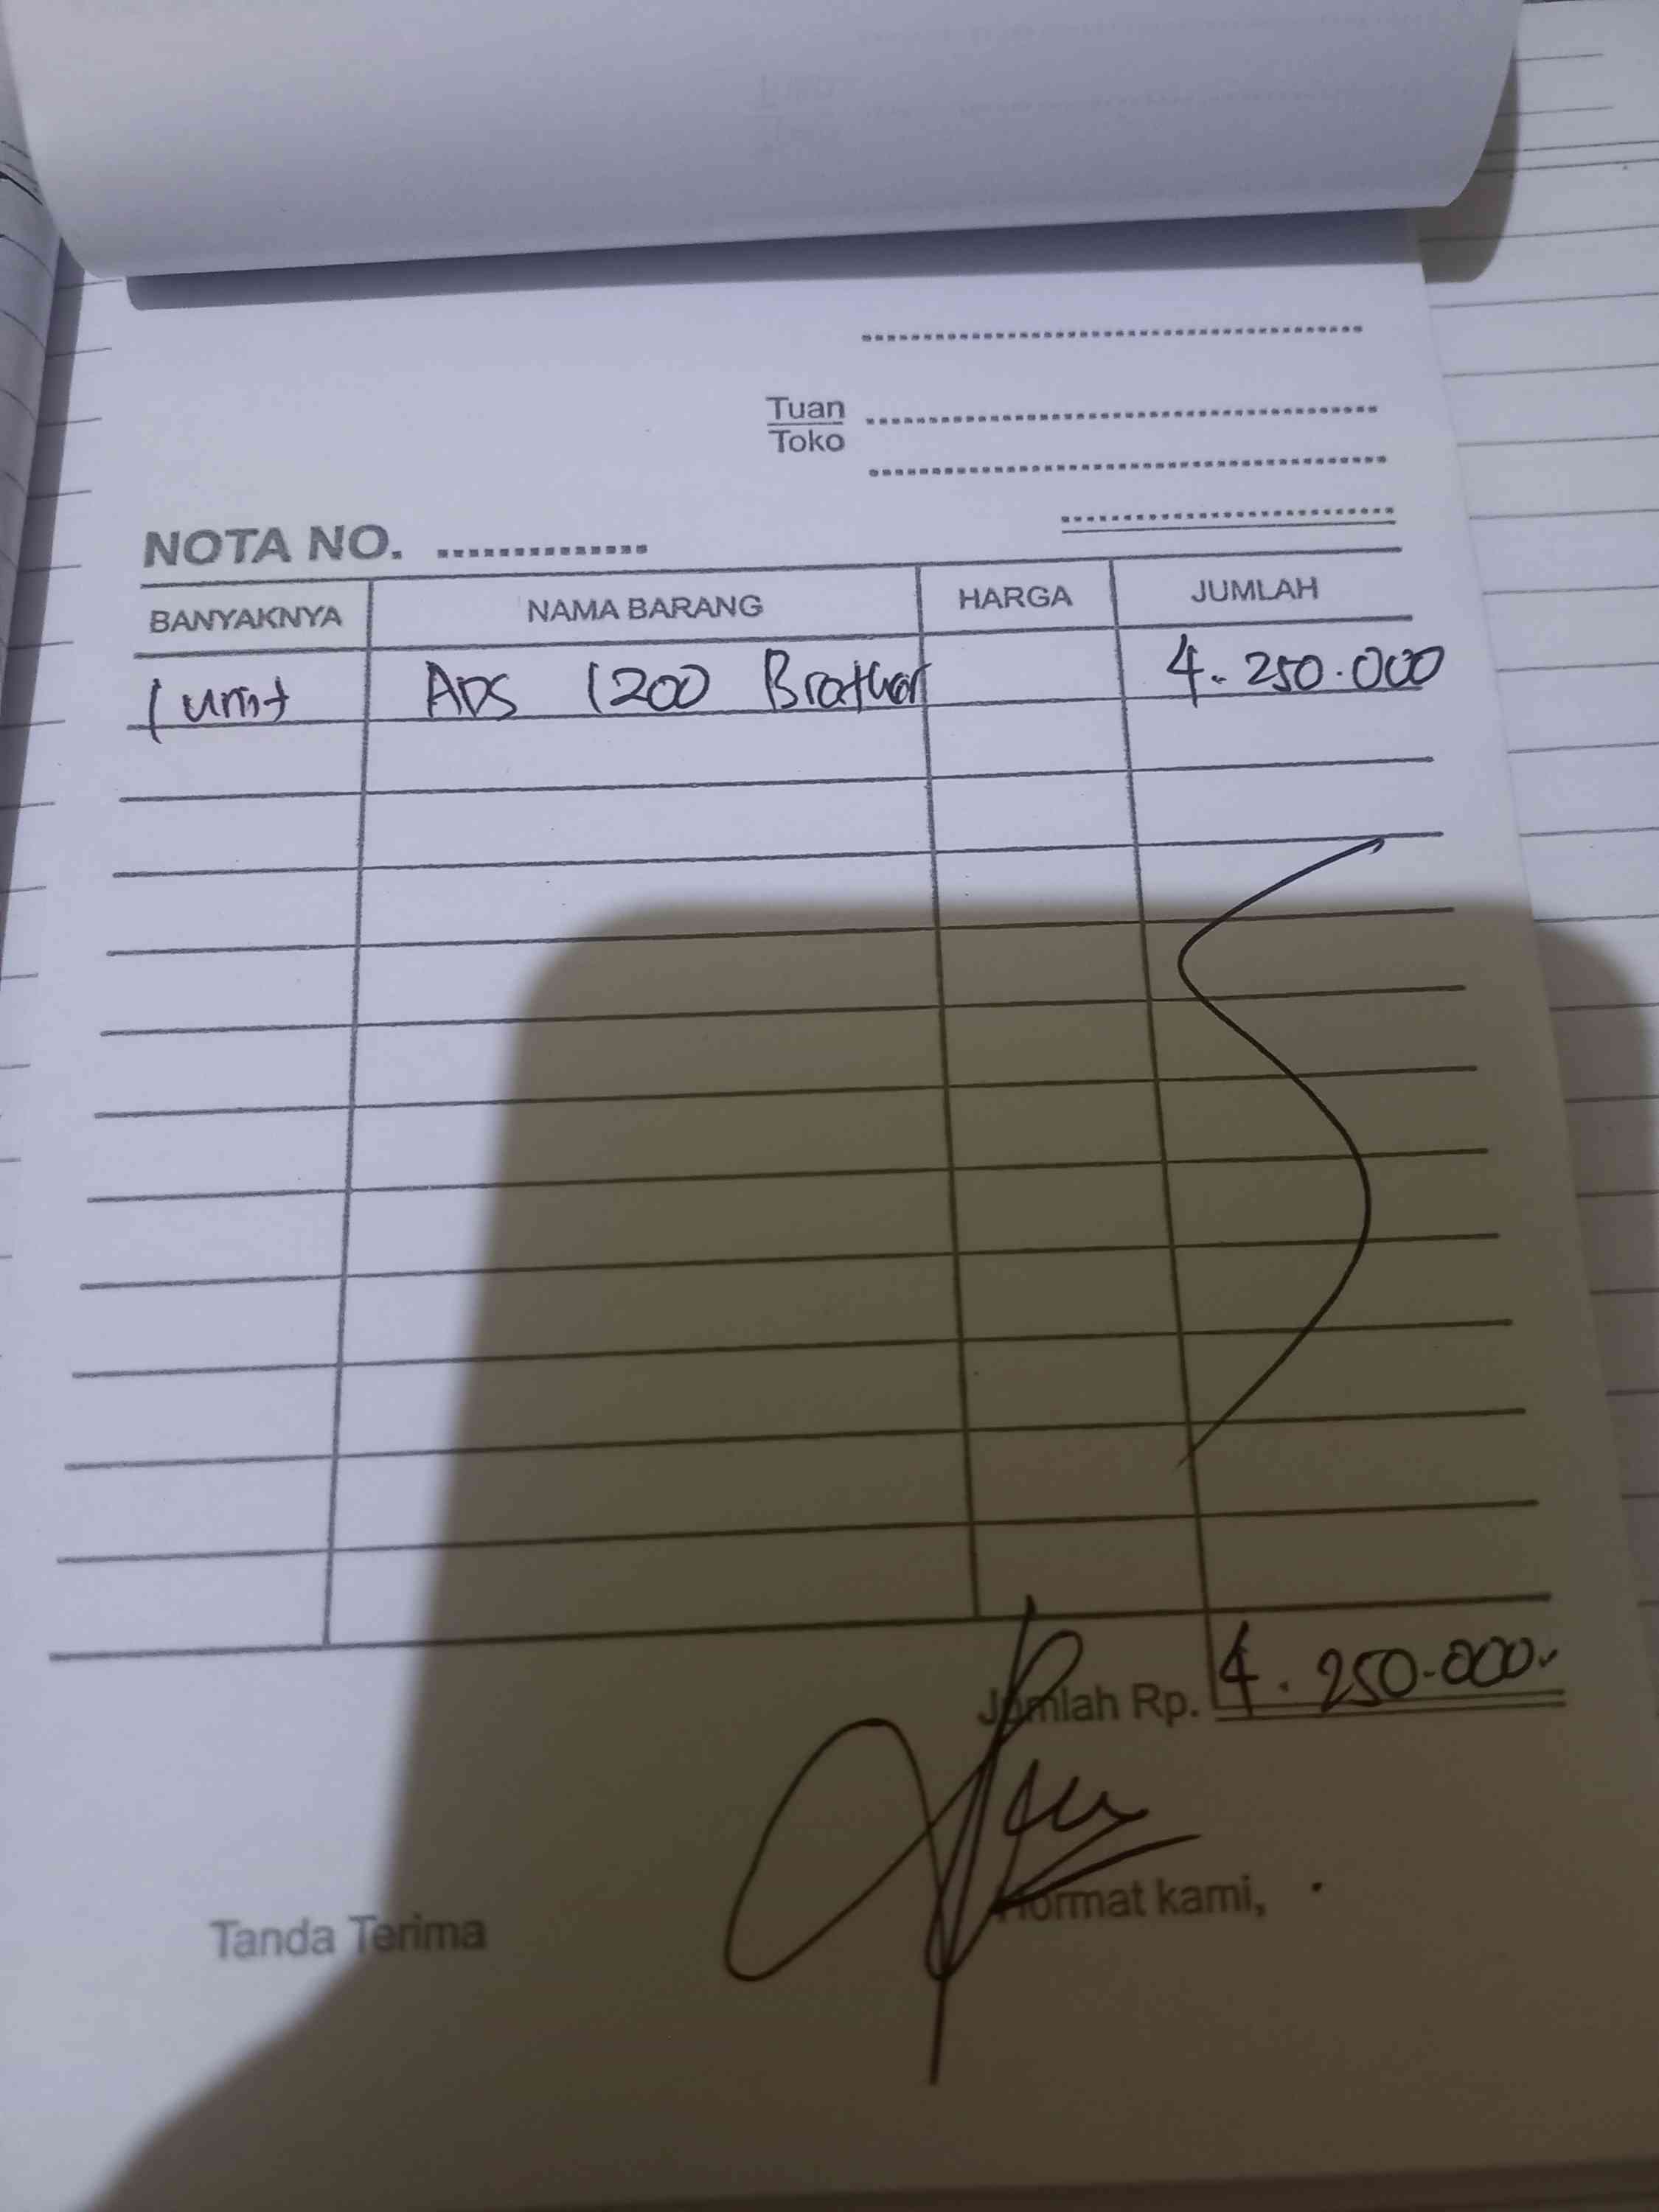 Tuan
Toko
NOTA NO.
BANYAKNYA NAMA BARANG HARGA JUMLAH
1 unit ADS 1200 Brother 4.250.000
Jumlah Rp. 4.250.000
Tanda Terima Hormat kami,